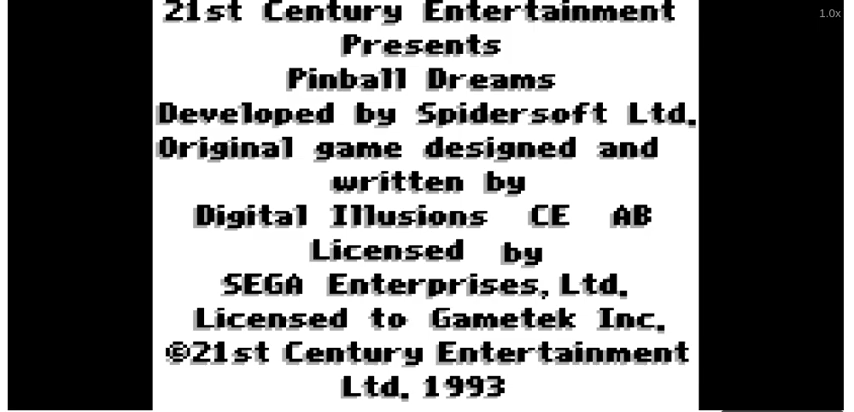 21st Century Entertainment
Presents
Pinball Dreams
Developed by Spidersoft Ltd.
Original game designed and
written by
Digital Illusions CE AB
Licensed by
SEGA Enterprises, Ltd.
Licensed to Gametek Inc.
©21st Century Entertainment
Ltd. 1993
1.0x